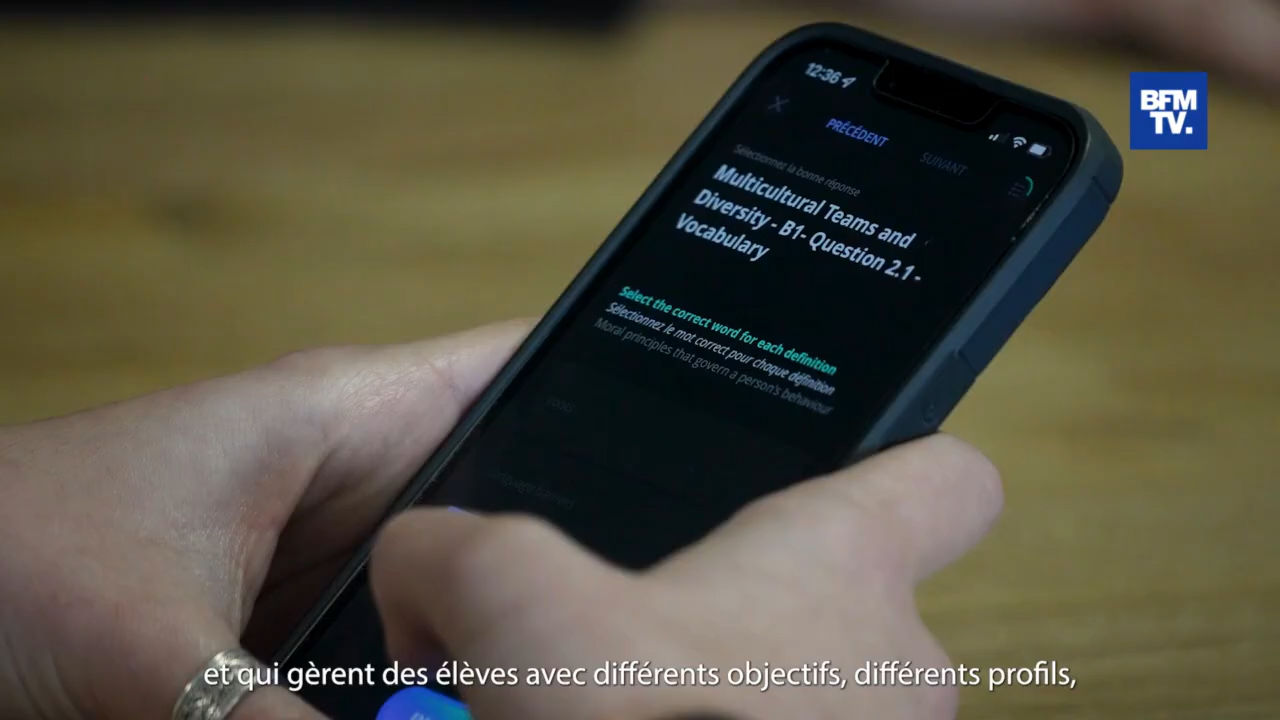 BFM
TV.
12:36
PRÉCÉDENT
SUIVANT
Sélectionnez la bonne réponse
Multicultural Teams and
Diversity - B1- Question 2.1 -
Vocabulary
Select the correct word for each definition
Sélectionnez le mot correct pour chaque définition
Moral principles that govern a person's behaviour
et qui gèrent des élèves avec différents objectifs, différents profils,